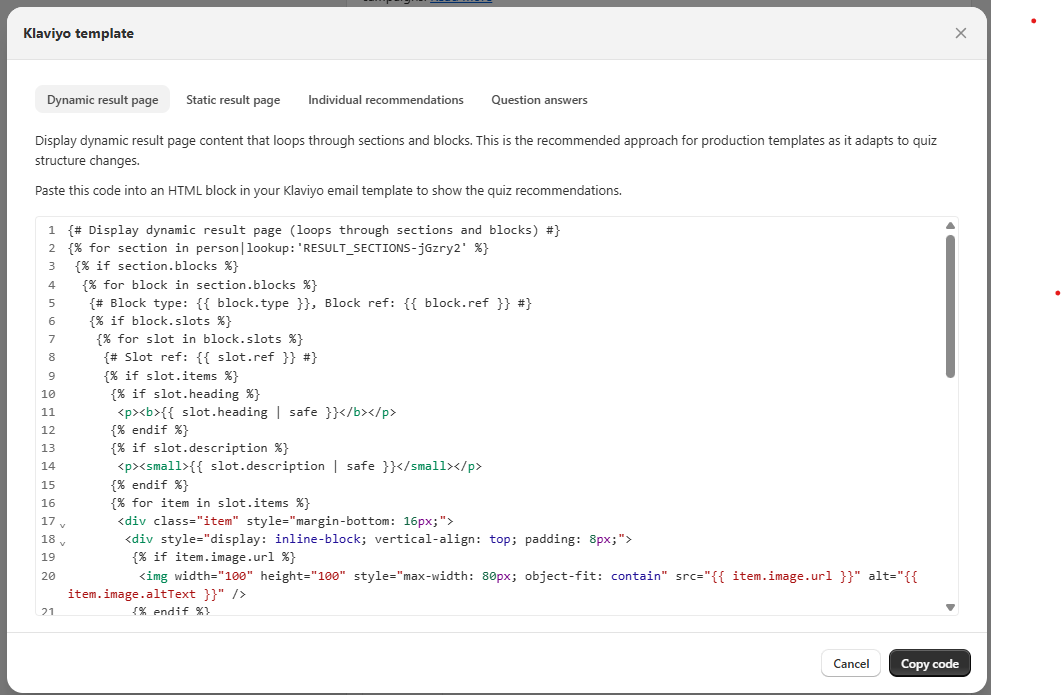 Read more
Klaviyo template
Dynamic result page
Static result page
Individual recommendations
Question answers
Display dynamic result page content that loops through sections and blocks. This is the recommended approach for production templates as it adapts to quiz
structure changes.
Paste this code into an HTML block in your Klaviyo email template to show the quiz recommendations.
1 {# Display dynamic result page (loops through sections and blocks) #}
2 {% for section in person|lookup:'RESULT_SECTIONS-jGzry2' %}
3 {% if section.blocks %}
4 {% for block in section.blocks %}
5 {# Block type: {{ block.type }}, Block ref: {{ block.ref }} #}
6 {% if block.slots %}
7 {% for slot in block.slots %}
8 {# Slot ref: {{ slot.ref }} #}
9 {% if slot.items %}
10 {% if slot.heading %}
11 <p><b>{{ slot.heading | safe }}</b></p>
12 {% endif %}
13 {% if slot.description %}
14 <p><small>{{ slot.description | safe }}</small></p>
15 {% endif %}
16 {% for item in slot.items %}
17 <div class="item" style="margin-bottom: 16px;">
18 <div style="display: inline-block; vertical-align: top; padding: 8px;">
19 {% if item.image.url %}
20 <img width="100" height="100" style="max-width: 80px; object-fit: contain" src="{{ item.image.url }}" alt="{{
item.image.altText }}" />
21 {% endif %}
Cancel
Copy code